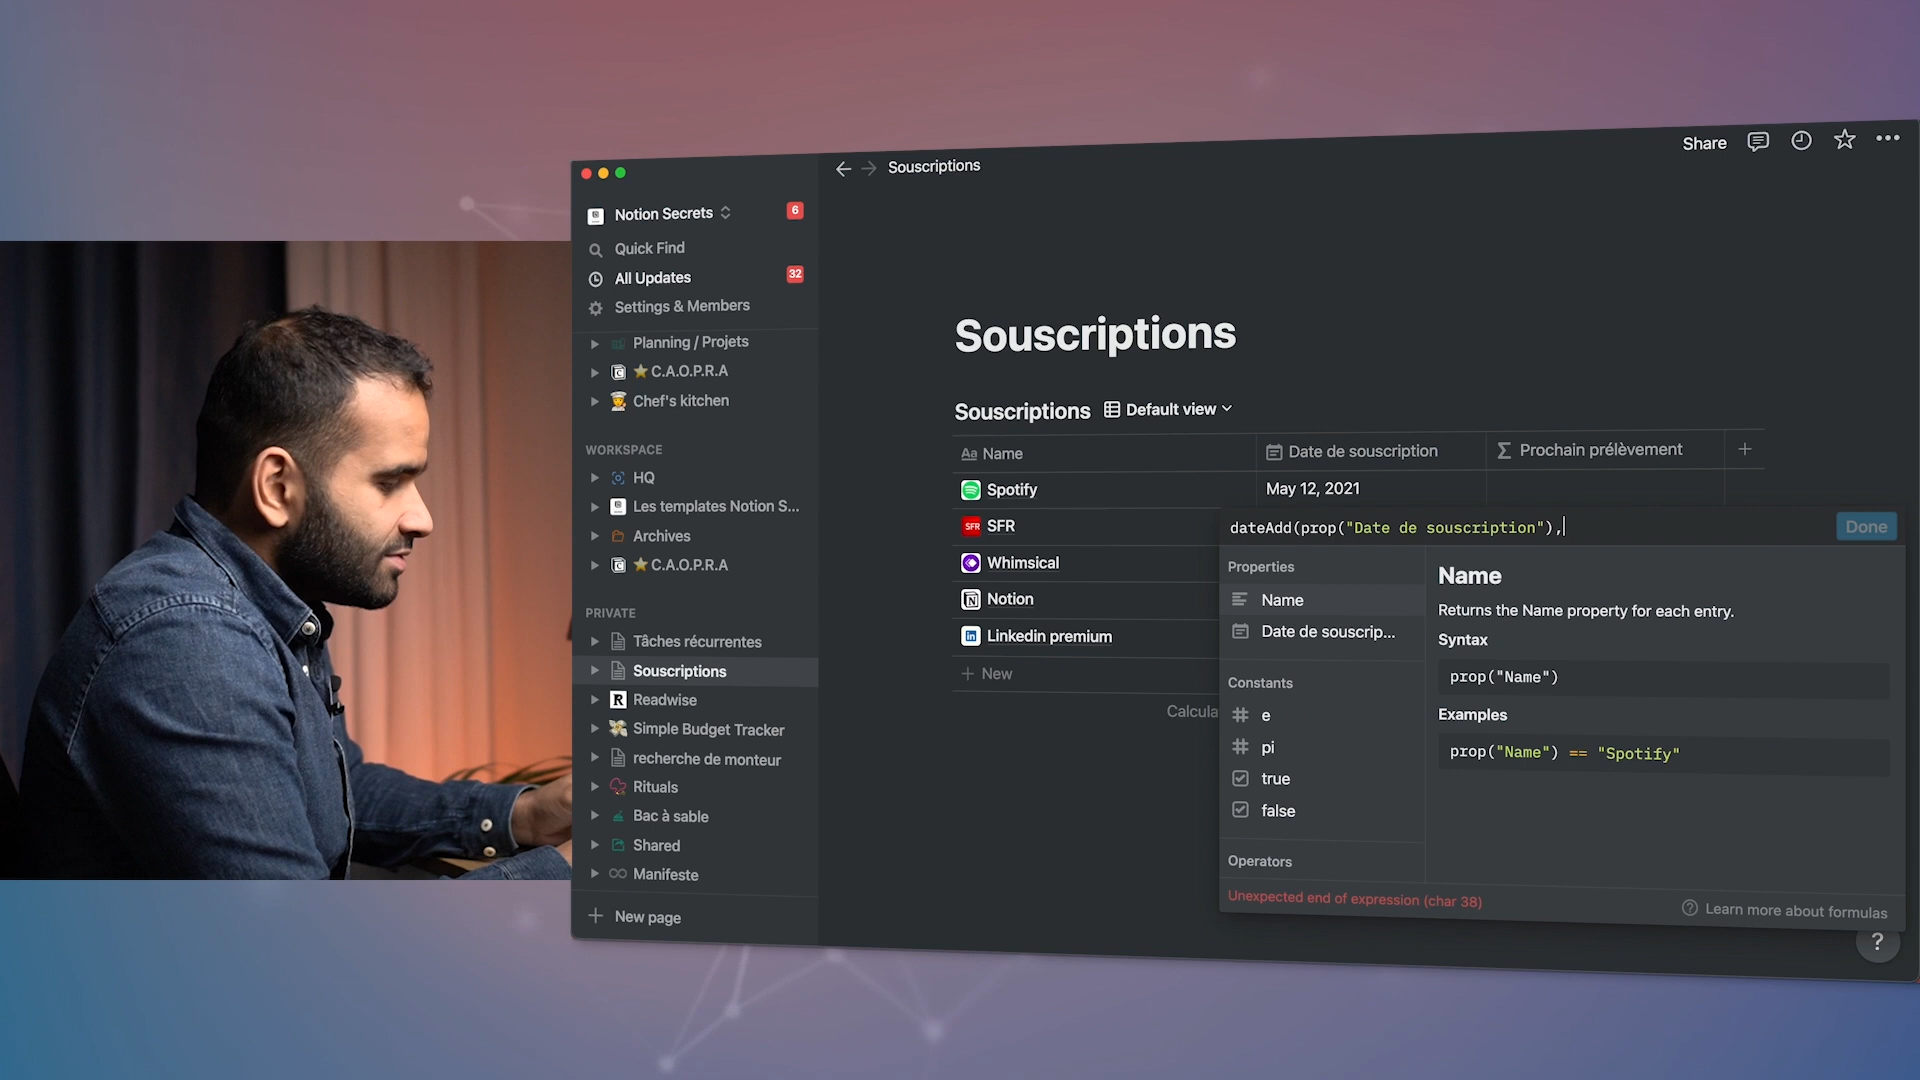 Share
Souscriptions
Notion Secrets
6
Quick Find
All Updates
32
Settings & Members
Planning / Projets
C.A.O.P.R.A
Chef's kitchen
WORKSPACE
HQ
Les templates Notion S...
Archives
C.A.O.P.R.A
PRIVATE
Tâches récurrentes
Souscriptions
R Readwise
Simple Budget Tracker
recherche de monteur
Rituals
Bac à sable
Shared
Manifeste
New page
Souscriptions
Souscriptions Default view
Aa Name Date de souscription Σ Prochain prélèvement
Spotify May 12, 2021
SFR SFR
Whimsical
Notion
in Linkedin premium
+ New
Calcula
dateAdd(prop("Date de souscription"),
Done
Properties
Name
Date de souscrip...
Constants
# e
# pi
true
false
Operators
Name
Returns the Name property for each entry.
Syntax
prop("Name")
Examples
prop("Name") == "Spotify"
Unexpected end of expression (char 38)
? Learn more about formulas
?